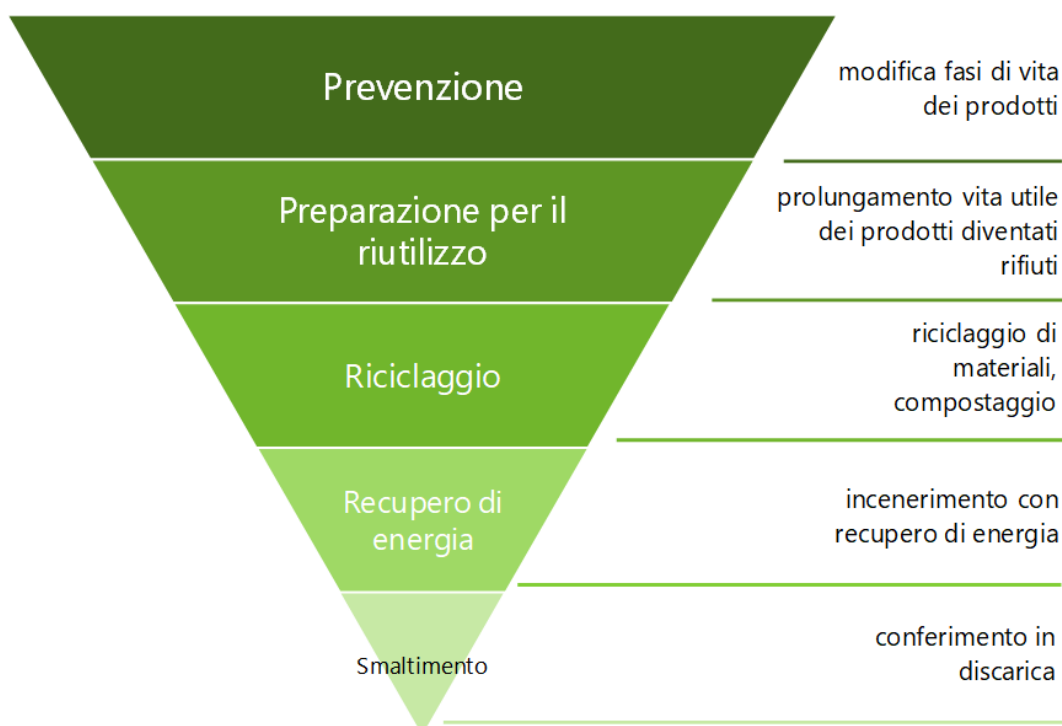 Prevenzione
modifica fasi di vita
dei prodotti
Preparazione per il
riutilizzo
prolungamento vita utile
dei prodotti diventati
rifiuti
Riciclaggio
riciclaggio di
materiali,
compostaggio
Recupero di
energia
incenerimento con
recupero di energia
Smaltimento
conferimento in
discarica